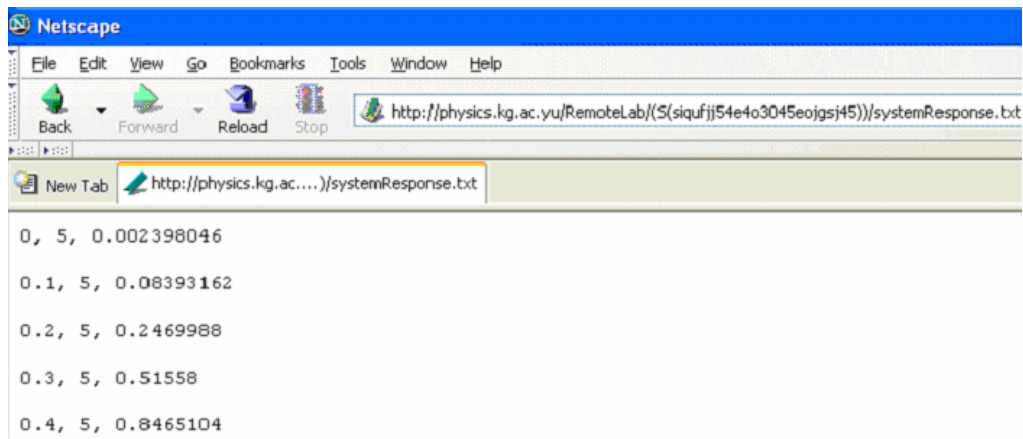 Netscape
File Edit View Go Bookmarks Tools Window Help
Back Forward Reload Stop http://physics.kg.ac.yu/RemoteLab/(S(siqufjj54e4o3045eojgsj45))/systemResponse.txt
New Tab http://physics.kg.ac....)/systemResponse.txt
0, 5, 0.002398046
0.1, 5, 0.08393162
0.2, 5, 0.2469988
0.3, 5, 0.51558
0.4, 5, 0.8465104